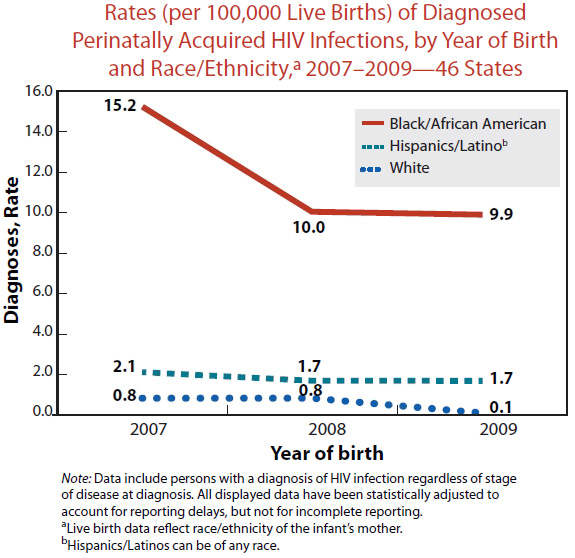 Rates (per 100,000 Live Births) of Diagnosed
Perinatally Acquired HIV Infections, by Year of Birth
and Race/Ethnicity,ᵃ 2007–2009—46 States
16.0
14.0
12.0
10.0
8.0
6.0
4.0
2.0
0.0
Diagnoses, Rate
15.2
10.0
9.9
2.1
1.7
1.7
0.8
0.8
0.1
Black/African American
Hispanics/Latinoᵇ
White
2007
2008
2009
Year of birth
Note: Data include persons with a diagnosis of HIV infection regardless of stage
of disease at diagnosis. All displayed data have been statistically adjusted to
account for reporting delays, but not for incomplete reporting.
ᵃLive birth data reflect race/ethnicity of the infant’s mother.
ᵇHispanics/Latinos can be of any race.